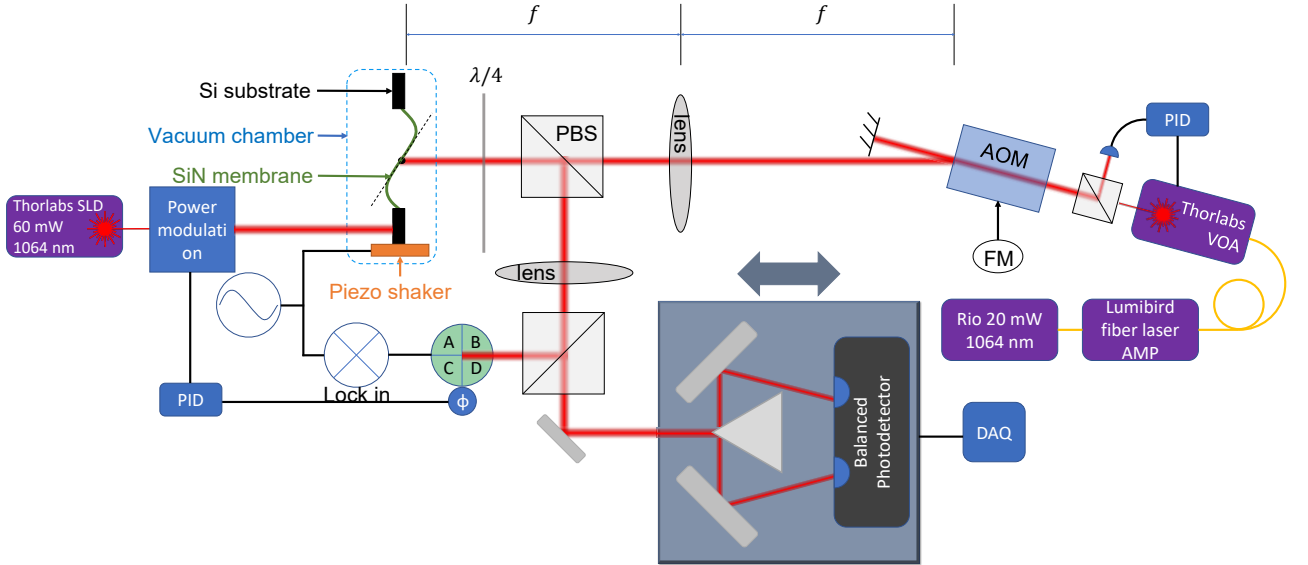 f
f
λ/4
Si substrate
Vacuum chamber
SiN membrane
PBS
lens
AOM
PID
Thorlabs
VOA
Thorlabs SLD
60 mW
1064 nm
Power
modulati
on
FM
Piezo shaker
lens
Rio 20 mW
1064 nm
Lumibird
fiber laser
AMP
A
B
C
D
Lock in
PID
ϕ
Balanced
Photodetector
DAQ